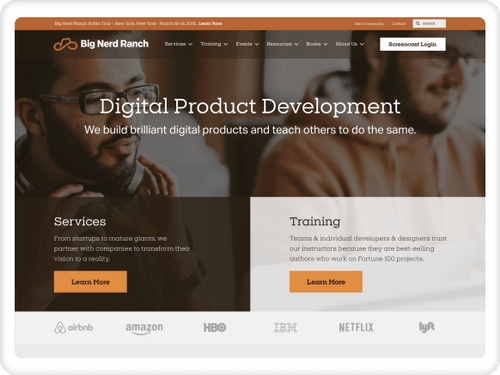 Big Nerd Ranch Kotlin Tour - New York, New York - March 18-20, 2019. Learn More
Alum Community Contact search
Big Nerd Ranch Services Training Events Resources Books About Us Screencast Login
Digital Product Development
We build brilliant digital products and teach others to do the same.
Services
From startups to mature giants, we
partner with companies to transform their
vision to a reality.
Learn More
Training
Teams & individual developers & designers trust
our instructors because they are best-selling
authors who work on Fortune 100 projects.
Learn More
airbnb amazon HBO IBM NETFLIX lyft